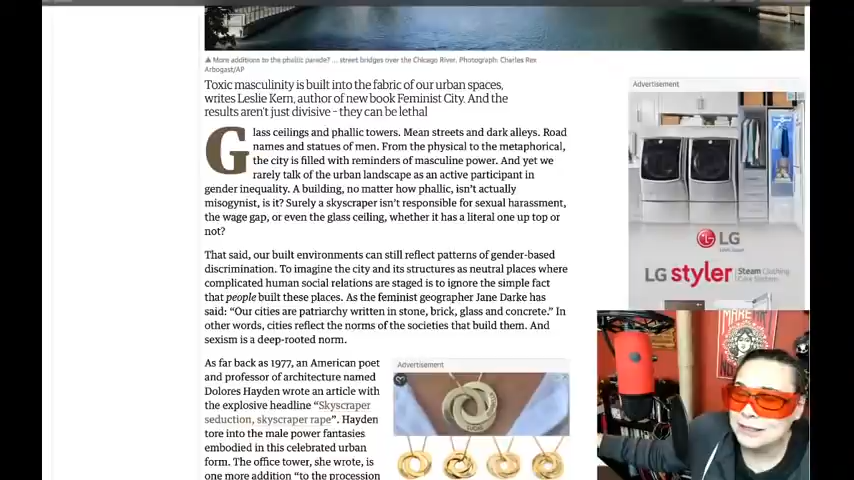 ▲ More additions to the phallic parade? ... street bridges over the Chicago River. Photograph: Charles Rex
Arbogast/AP
Toxic masculinity is built into the fabric of our urban spaces,
writes Leslie Kern, author of new book Feminist City. And the
results aren't just divisive – they can be lethal
Glass ceilings and phallic towers. Mean streets and dark alleys. Road
names and statues of men. From the physical to the metaphorical,
the city is filled with reminders of masculine power. And yet we
rarely talk of the urban landscape as an active participant in
gender inequality. A building, no matter how phallic, isn't actually
misogynist, is it? Surely a skyscraper isn't responsible for sexual harassment,
the wage gap, or even the glass ceiling, whether it has a literal one up top or
not?
That said, our built environments can still reflect patterns of gender-based
discrimination. To imagine the city and its structures as neutral places where
complicated human social relations are staged is to ignore the simple fact
that people built these places. As the feminist geographer Jane Darke has
said: "Our cities are patriarchy written in stone, brick, glass and concrete." In
other words, cities reflect the norms of the societies that build them. And
sexism is a deep-rooted norm.
As far back as 1977, an American poet
and professor of architecture named
Dolores Hayden wrote an article with
the explosive headline "Skyscraper
seduction, skyscraper rape". Hayden
tore into the male power fantasies
embodied in this celebrated urban
form. The office tower, she wrote, is
one more addition "to the procession
Advertisement
Advertisement
LG
LG styler
Steam Clothing
Care System
MAKE